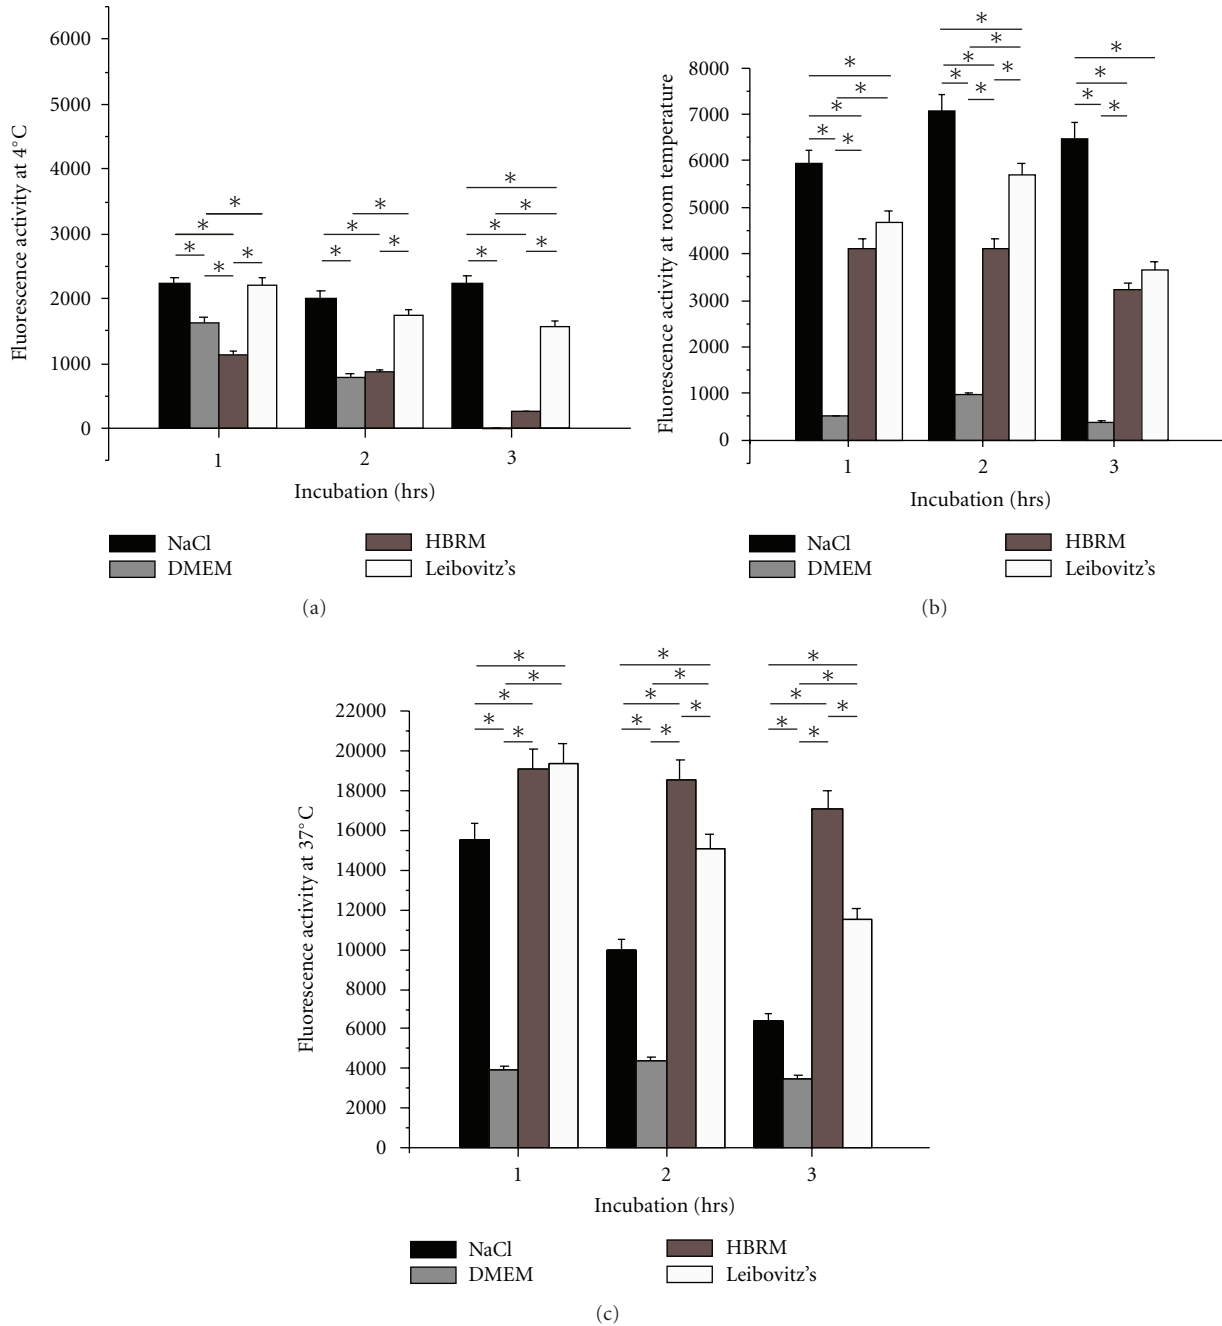 Fluorescence activity at 4°C
6000
5000
4000
3000
2000
1000
0
* * * * * *
* * * *
* * * * *
1 2 3
Incubation (hrs)
NaCl HBRM
DMEM Leibovitz's
(a)
Fluorescence activity at room temperature
8000
7000
6000
5000
4000
3000
2000
1000
0
* * * * *
* * * * * *
* * * *
1 2 3
Incubation (hrs)
NaCl HBRM
DMEM Leibovitz's
(b)
Fluorescence activity at 37°C
22000
20000
18000
16000
14000
12000
10000
8000
6000
4000
2000
0
* * * * *
* * * * * *
* * * * * *
1 2 3
Incubation (hrs)
NaCl HBRM
DMEM Leibovitz's
(c)